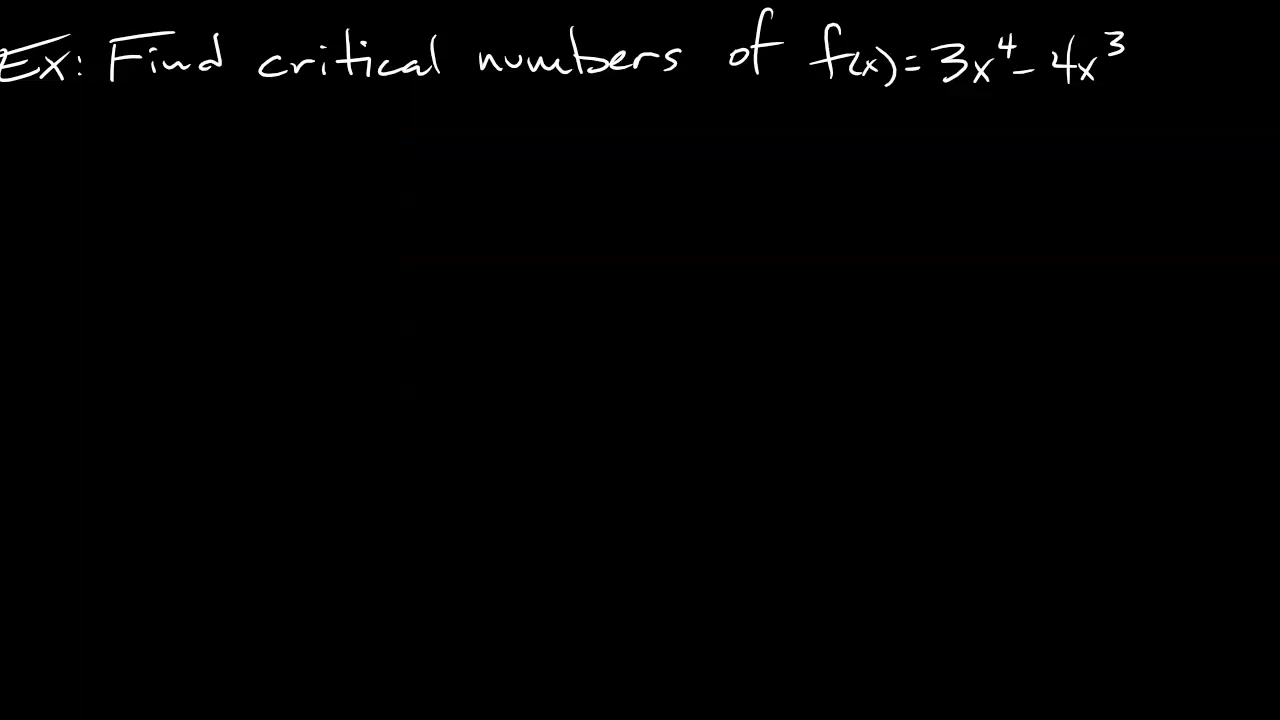 Ex: Find critical numbers of f(x) = 3x⁴ - 4x³